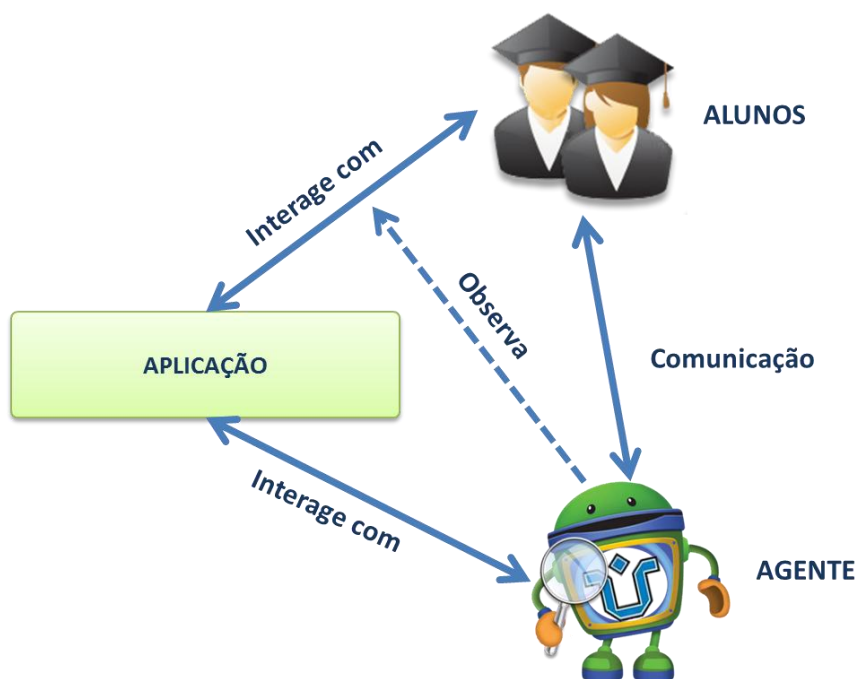 ALUNOS
Interage com
Observa
Comunicação
APLICAÇÃO
Interage com
AGENTE